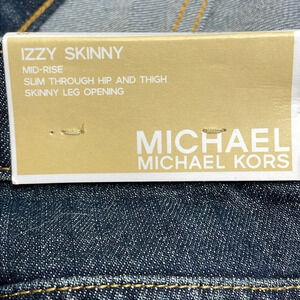 IZZY SKINNY
MID-RISE
SLIM THROUGH HIP AND THIGH
SKINNY LEG OPENING
MICHAEL
MICHAEL KORS